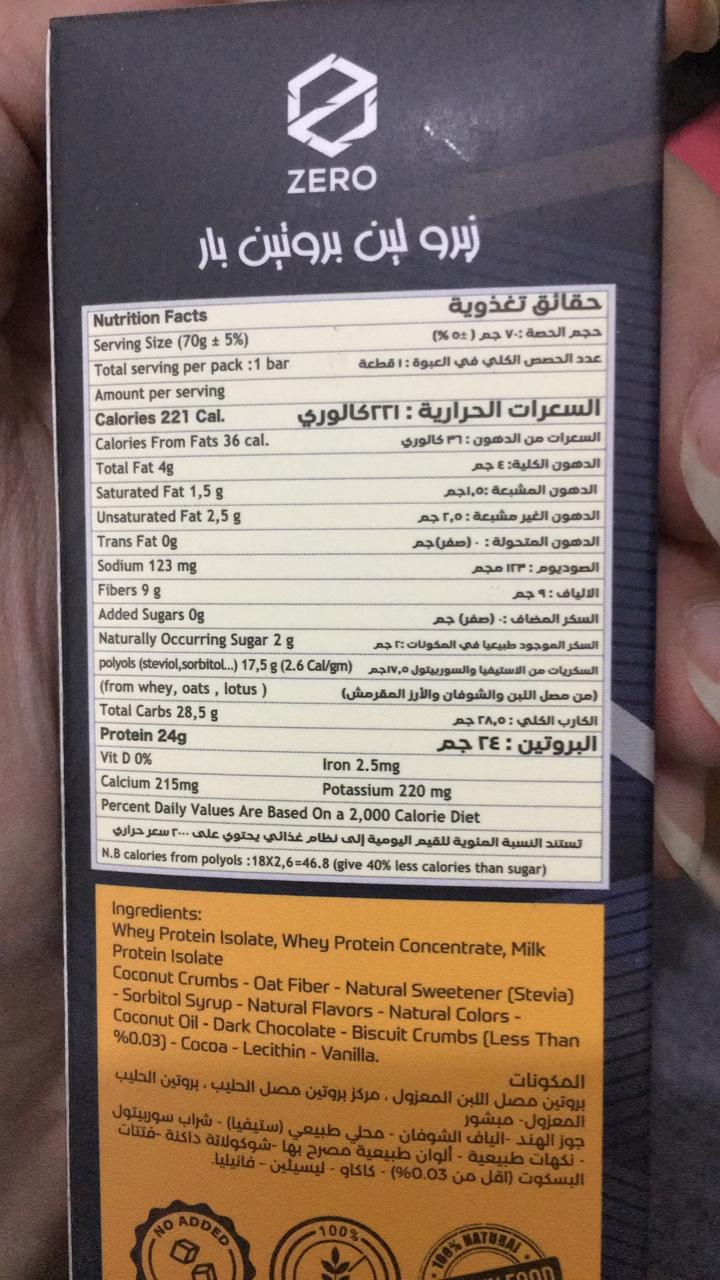 ZERO
زيرو لين بروتين بار
Nutrition Facts حقائق تغذوية
Serving Size (70g ± 5%) حجم الحصة :٧٠ جم ( ±٥ %)
Total serving per pack :1 bar عدد الحصص الكلي في العبوة : ١ قطعة
Amount per serving
Calories 221 Cal. السعرات الحرارية : ٢٢١كالوري
Calories From Fats 36 cal. السعرات من الدهون : ٣٦ كالوري
Total Fat 4g الدهون الكلية: ٤ جم
Saturated Fat 1,5 g الدهون المشبعة :١,٥جم
Unsaturated Fat 2,5 g الدهون الغير مشبعة : ٢,٥ جم
Trans Fat 0g الدهون المتحولة : ٠ (صفر)جم
Sodium 123 mg الصوديوم : ١٢٣ مجم
Fibers 9 g الالياف : ٩ جم
Added Sugars 0g السكر المضاف :٠ (صفر) جم
Naturally Occurring Sugar 2 g السكر الموجود طبيعيا في المكونات :٢ جم
polyols (steviol,sorbitol...) 17,5 g (2.6 Cal/gm) السكريات من الاستيفيا والسوربيتول ١٧,٥جم
(from whey, oats , lotus ) (من مصل اللبن والشوفان والأرز المقرمش)
Total Carbs 28,5 g الكارب الكلي : ٢٨,٥ جم
Protein 24g البروتين : ٢٤ جم
Vit D 0% Iron 2.5mg
Calcium 215mg Potassium 220 mg
Percent Daily Values Are Based On a 2,000 Calorie Diet
تستند النسبة المئوية للقيم اليومية إلى نظام غذائي يحتوي على ٢٠٠٠ سعر حراري
N.B calories from polyols :18X2,6=46.8 (give 40% less calories than sugar)
Ingredients:
Whey Protein Isolate, Whey Protein Concentrate, Milk
Protein Isolate
Coconut Crumbs - Oat Fiber - Natural Sweetener (Stevia)
- Sorbitol Syrup - Natural Flavors - Natural Colors -
Coconut Oil - Dark Chocolate - Biscuit Crumbs (Less Than
%0.03) - Cocoa - Lecithin - Vanilla.
المكونات
بروتين مصل اللبن المعزول ، مركز بروتين مصل الحليب ، بروتين الحليب
المعزول- مبشور
جوز الهند -الياف الشوفان - محلي طبيعي (ستيفيا) - شراب سوربيتول
- نكهات طبيعية - ألوان طبيعية مصرح بها -شوكولاتة داكنة -فتتات
البسكوت (اقل من 0.03%) - كاكاو - ليسيثين - فانيليا.
NO ADDED
100%
100% NATURAL